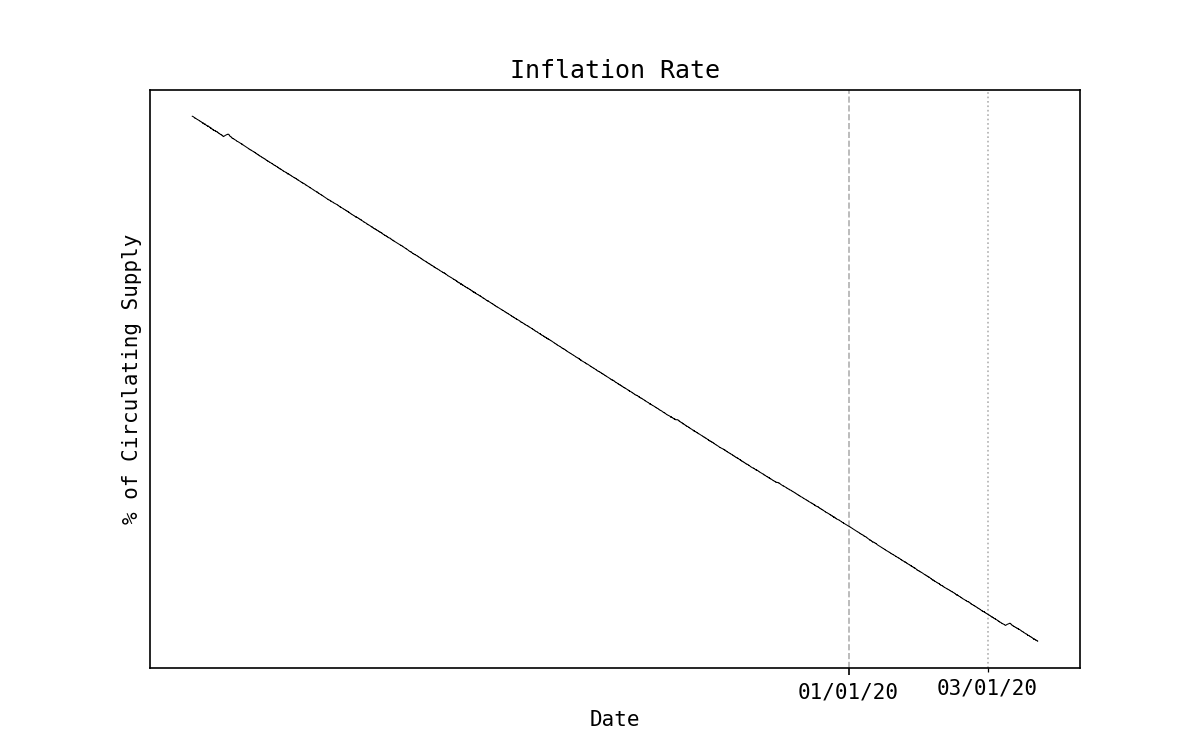 Inflation Rate
% of Circulating Supply
01/01/20
03/01/20
Date